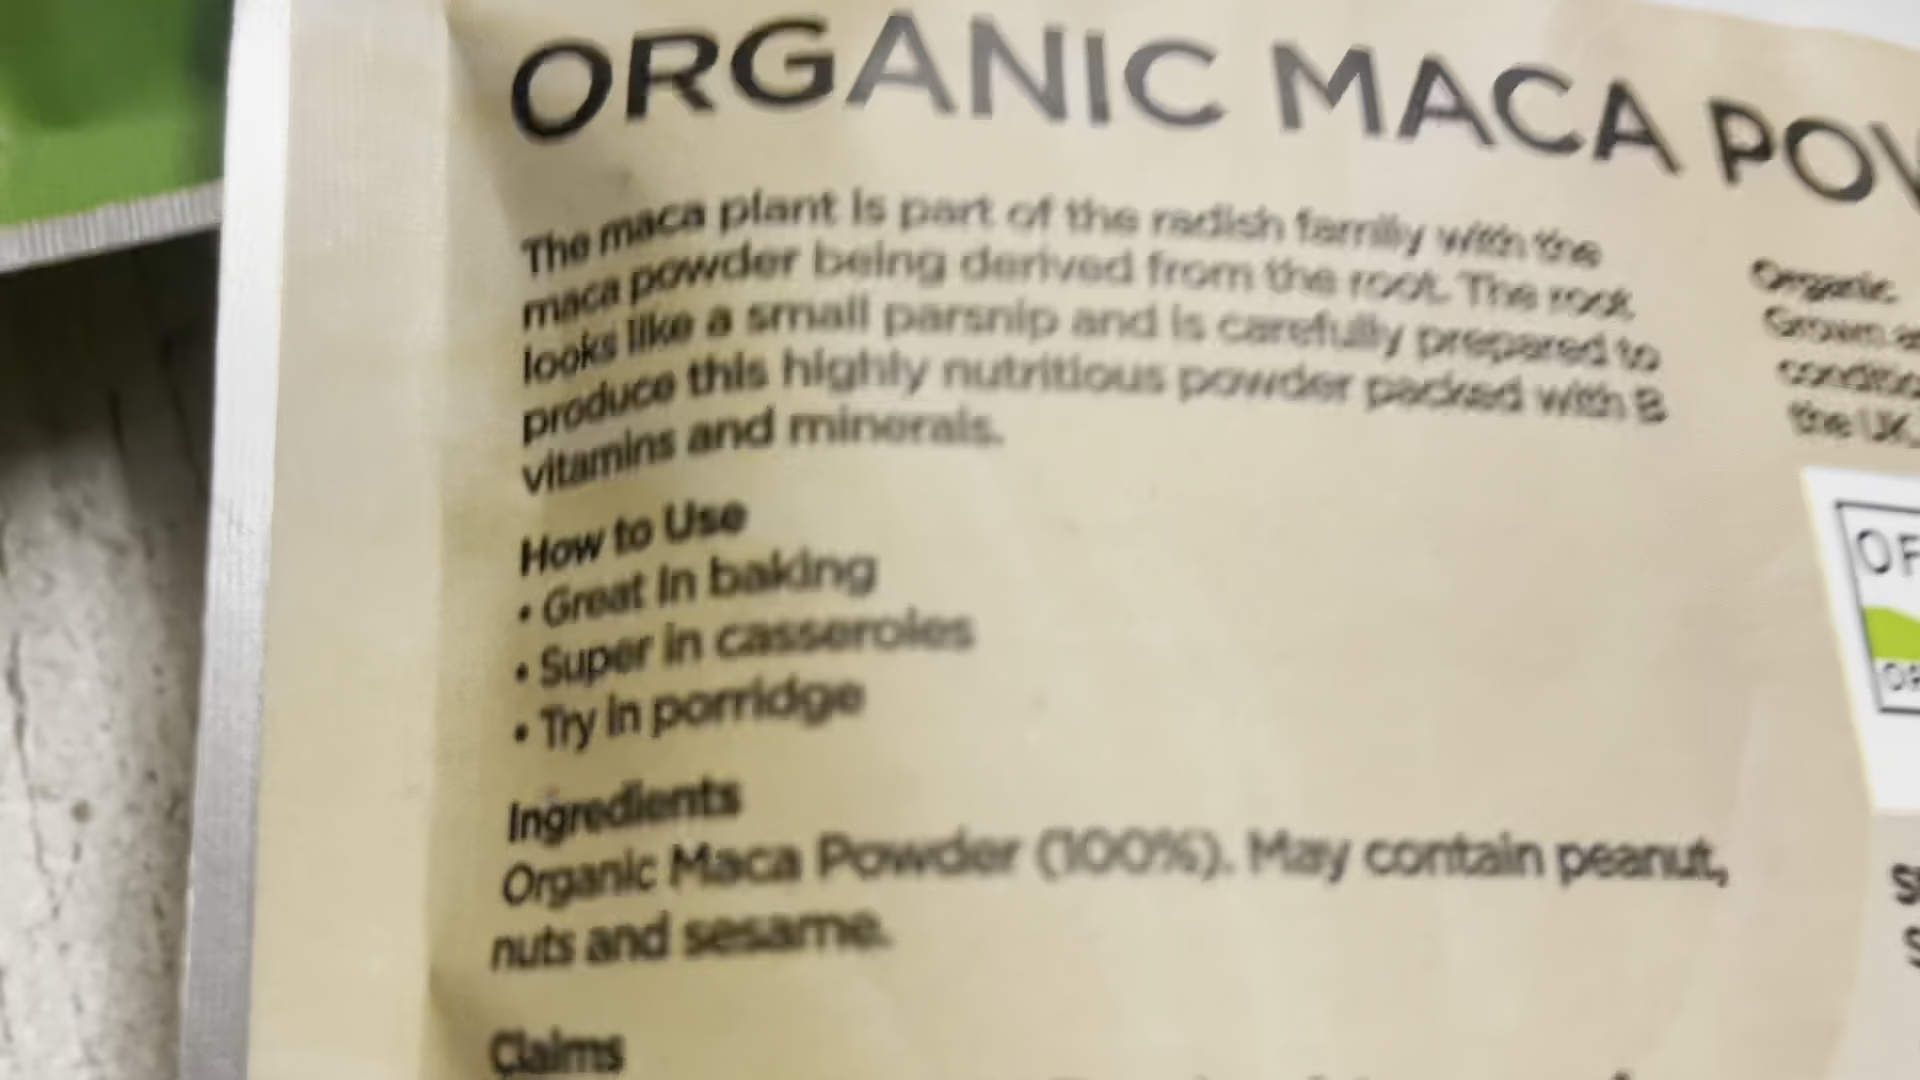 ORGANIC MACA
The maca plant is part of the radish family with the
maca powder being derived from the root. The root
looks like a small parsnip and is carefully prepared to
produce this highly nutritious powder packed with B
vitamins and minerals.
How to Use
• Great in baking
• Super in casseroles
• Try in porridge
Ingredients
Organic Maca Powder (100%). May contain peanut,
nuts and sesame.
Claims
Organic.
Grown
the UK.